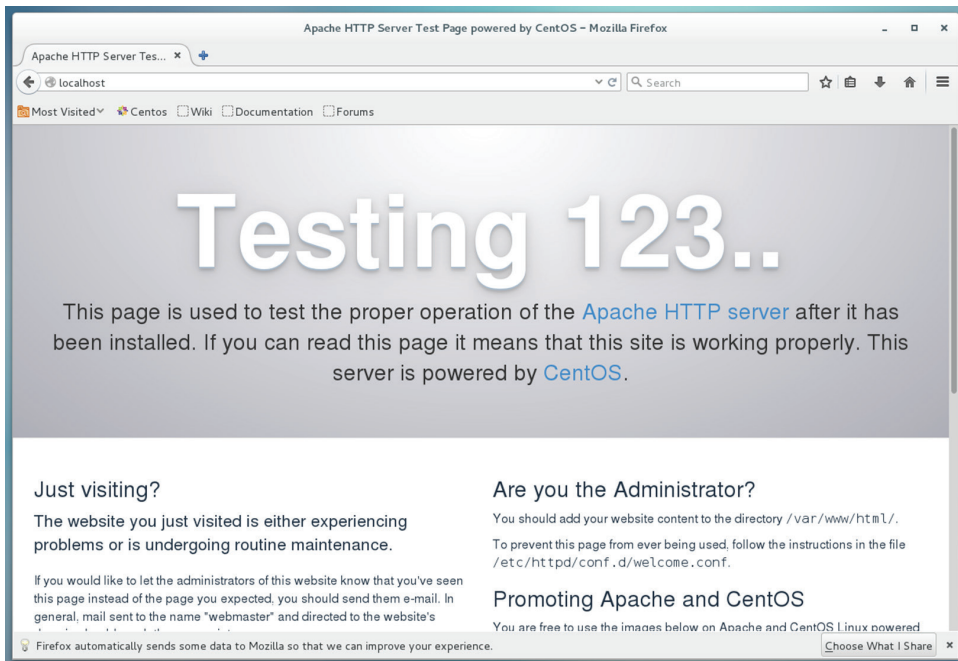 Apache HTTP Server Test Page powered by CentOS – Mozilla Firefox
Apache HTTP Server Tes...
localhost
Search
Most Visited
Centos
Wiki
Documentation
Forums
Testing 123..
This page is used to test the proper operation of the Apache HTTP server after it has
been installed. If you can read this page it means that this site is working properly. This
server is powered by CentOS.
Just visiting?
The website you just visited is either experiencing
problems or is undergoing routine maintenance.
If you would like to let the administrators of this website know that you've seen
this page instead of the page you expected, you should send them e-mail. In
general, mail sent to the name "webmaster" and directed to the website's
Are you the Administrator?
You should add your website content to the directory /var/www/html/.
To prevent this page from ever being used, follow the instructions in the file
/etc/httpd/conf.d/welcome.conf.
Promoting Apache and CentOS
You are free to use the images below on Apache and CentOS Linux powered
Firefox automatically sends some data to Mozilla so that we can improve your experience.
Choose What I Share